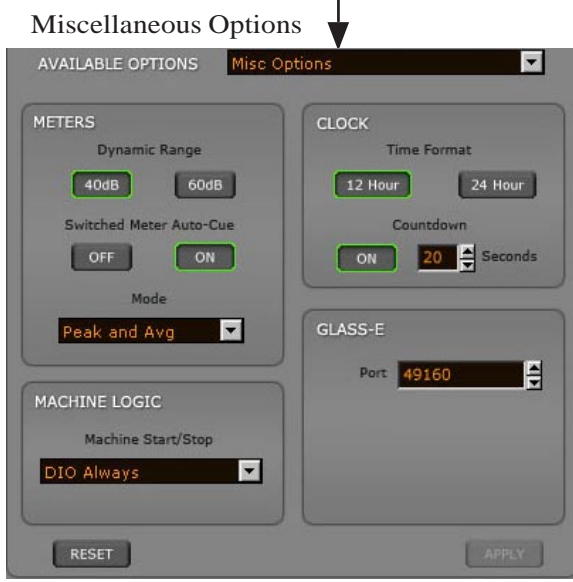 Miscellaneous Options
AVAILABLE OPTIONS Misc Options
METERS
Dynamic Range
40dB 60dB
Switched Meter Auto-Cue
OFF ON
Mode
Peak and Avg
MACHINE LOGIC
Machine Start/Stop
DIO Always
CLOCK
Time Format
12 Hour 24 Hour
Countdown
ON 20 Seconds
GLASS-E
Port 49160
RESET APPLY